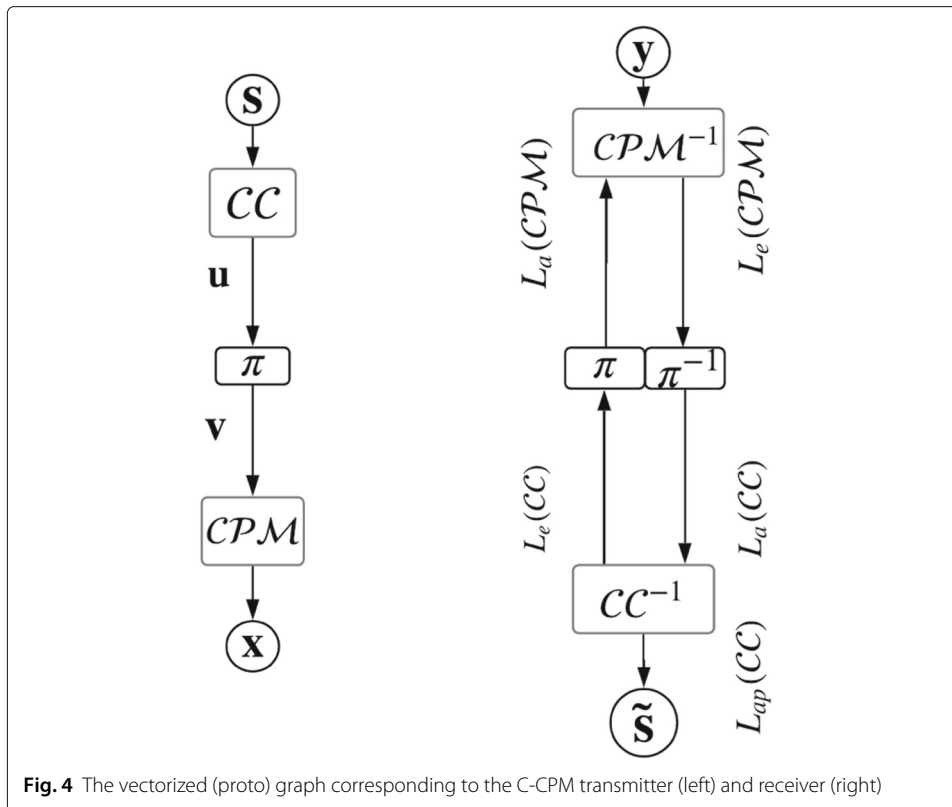 s
CC
u
π
v
CPM
x
y
CPM⁻¹
Lₐ(CPM)
Lₑ(CPM)
π
π⁻¹
Lₑ(CC)
Lₐ(CC)
CC⁻¹
Lₐₚ(CC)
s̃
Fig. 4 The vectorized (proto) graph corresponding to the C-CPM transmitter (left) and receiver (right)